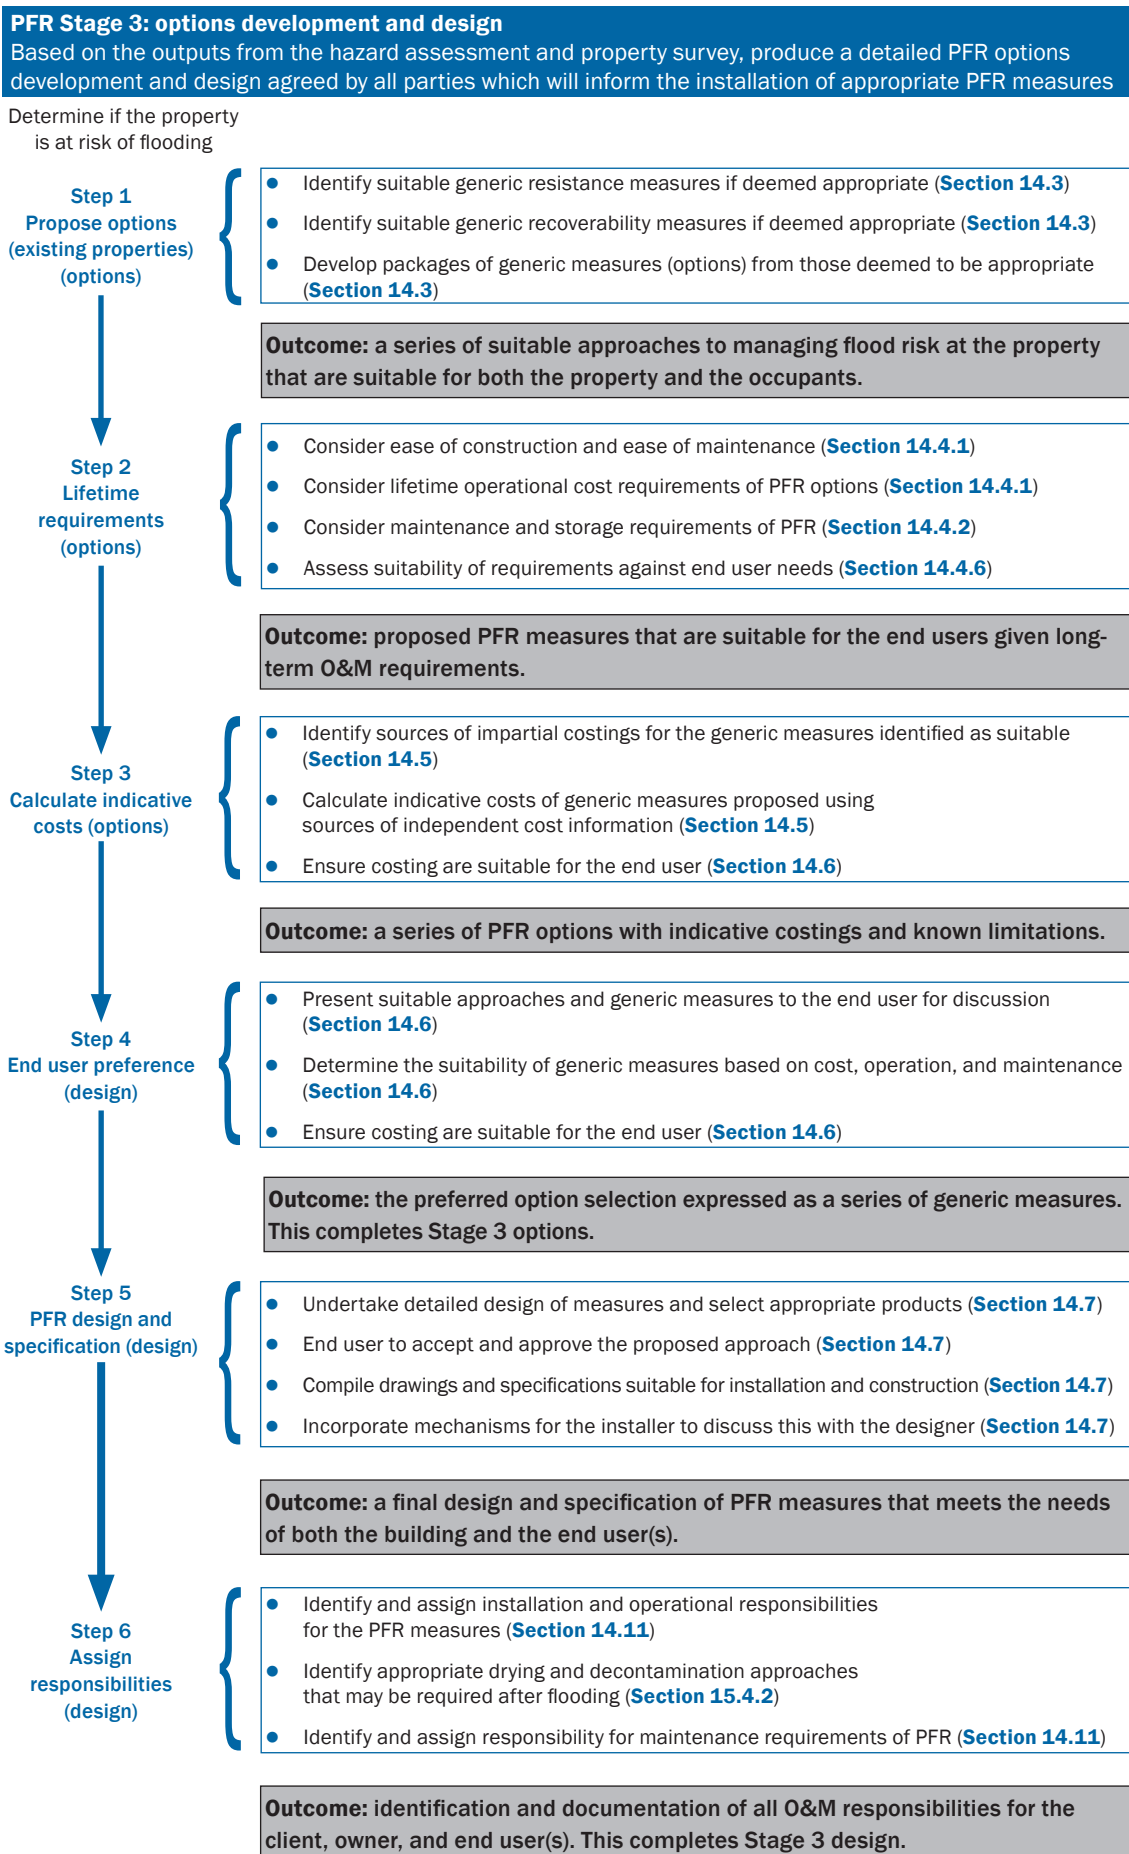 PFR Stage 3: options development and design
Based on the outputs from the hazard assessment and property survey, produce a detailed PFR options
development and design agreed by all parties which will inform the installation of appropriate PFR measures
Determine if the property
is at risk of flooding
Step 1
Propose options
(existing properties)
(options)
● Identify suitable generic resistance measures if deemed appropriate (Section 14.3)
● Identify suitable generic recoverability measures if deemed appropriate (Section 14.3)
● Develop packages of generic measures (options) from those deemed to be appropriate
(Section 14.3)
Outcome: a series of suitable approaches to managing flood risk at the property
that are suitable for both the property and the occupants.
Step 2
Lifetime
requirements
(options)
● Consider ease of construction and ease of maintenance (Section 14.4.1)
● Consider lifetime operational cost requirements of PFR options (Section 14.4.1)
● Consider maintenance and storage requirements of PFR (Section 14.4.2)
● Assess suitability of requirements against end user needs (Section 14.4.6)
Outcome: proposed PFR measures that are suitable for the end users given long-
term O&M requirements.
Step 3
Calculate indicative
costs (options)
● Identify sources of impartial costings for the generic measures identified as suitable
(Section 14.5)
● Calculate indicative costs of generic measures proposed using
sources of independent cost information (Section 14.5)
● Ensure costing are suitable for the end user (Section 14.6)
Outcome: a series of PFR options with indicative costings and known limitations.
Step 4
End user preference
(design)
● Present suitable approaches and generic measures to the end user for discussion
(Section 14.6)
● Determine the suitability of generic measures based on cost, operation, and maintenance
(Section 14.6)
● Ensure costing are suitable for the end user (Section 14.6)
Outcome: the preferred option selection expressed as a series of generic measures.
This completes Stage 3 options.
Step 5
PFR design and
specification (design)
● Undertake detailed design of measures and select appropriate products (Section 14.7)
● End user to accept and approve the proposed approach (Section 14.7)
● Compile drawings and specifications suitable for installation and construction (Section 14.7)
● Incorporate mechanisms for the installer to discuss this with the designer (Section 14.7)
Outcome: a final design and specification of PFR measures that meets the needs
of both the building and the end user(s).
Step 6
Assign
responsibilities
(design)
● Identify and assign installation and operational responsibilities
for the PFR measures (Section 14.11)
● Identify appropriate drying and decontamination approaches
that may be required after flooding (Section 15.4.2)
● Identify and assign responsibility for maintenance requirements of PFR (Section 14.11)
Outcome: identification and documentation of all O&M responsibilities for the
client, owner, and end user(s). This completes Stage 3 design.